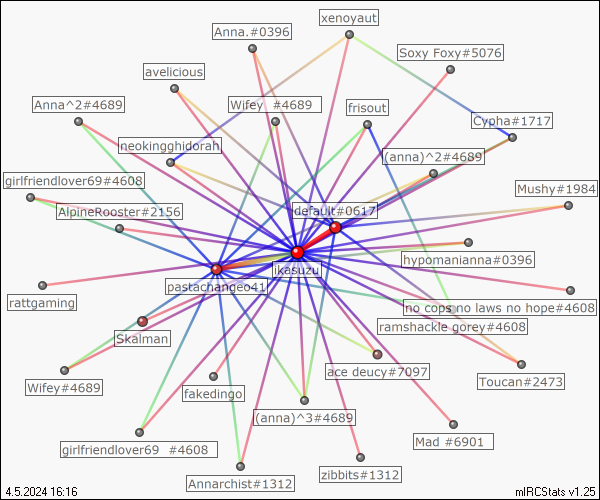 xenoyaut
Anna.#0396
Soxy Foxy#5076
avelicious
Anna^2#4689
Wifey  #4689
frisout
Cypha#1717
neokingghidorah
(anna)^2#4689
girlfriendlover69#4608
Mushy#1984
AlpineRooster#2156
default#0617
hypomanianna#0396
ikasuzu
pastachangeo41
rattgaming
no cops no laws no hope#4608
ramshackle gorey#4608
Skalman
ace deucy#7097
Toucan#2473
Wifey#4689
fakedingo
(anna)^3#4689
Mad #6901
girlfriendlover69  #4608
zibbits#1312
Annarchist#1312
4.5.2024 16:16
mIRCStats v1.25